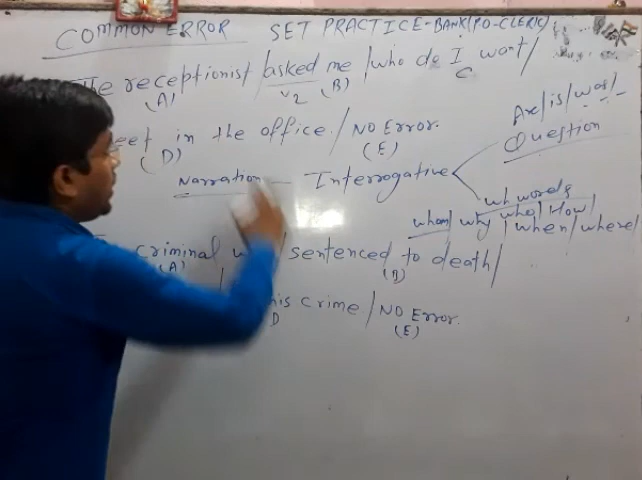 COMMON ERROR SET PRACTICE-BANK(PO-CLERK)
The receptionist / asked me / who do I want /
(A) V2 (B) C
eet in the office. / NO ERROR.
(D) (E)
Are/is/was/
Question
Narration — Interrogative
wh words
whom/ why who/ How/ when/ where/
criminal w / sentenced to death /
(A) (B)
his crime / NO ERROR.
D (E)